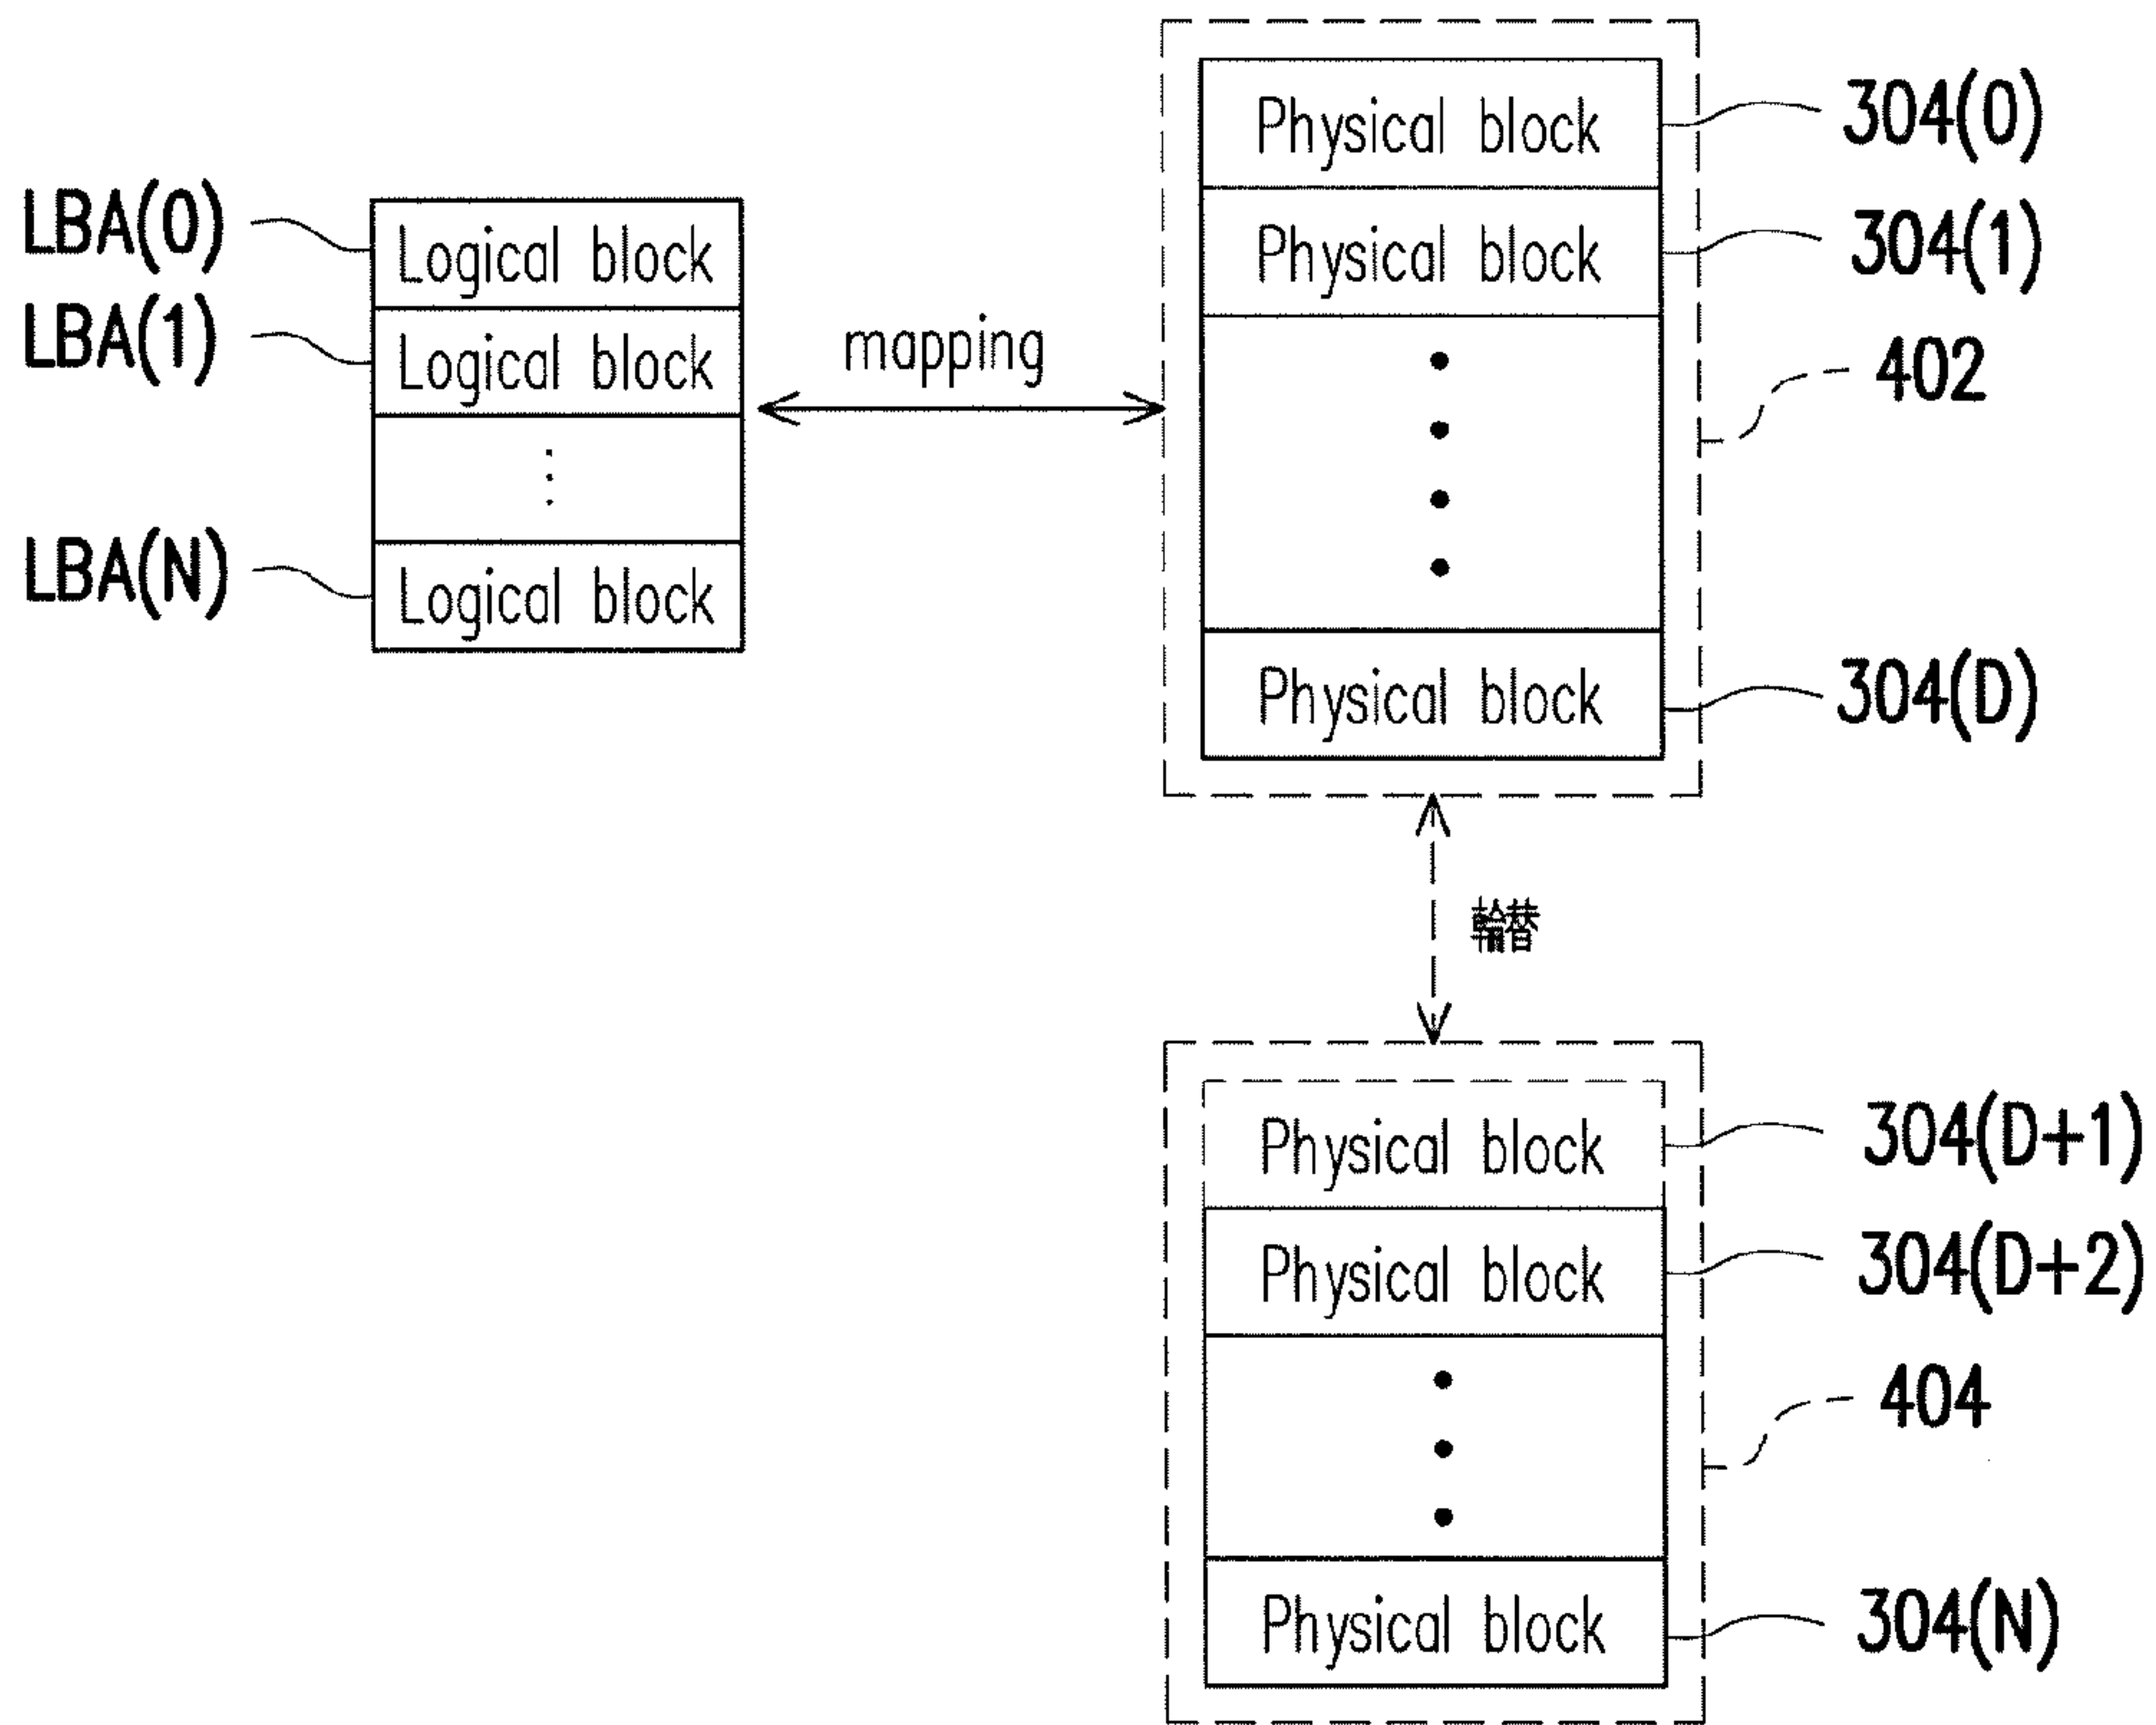 LBA(0)
Logical block
LBA(1)
Logical block
LBA(N)
Logical block
mapping
Physical block
304(0)
Physical block
304(1)
402
Physical block
304(D)
輪替
Physical block
304(D+1)
Physical block
304(D+2)
404
Physical block
304(N)